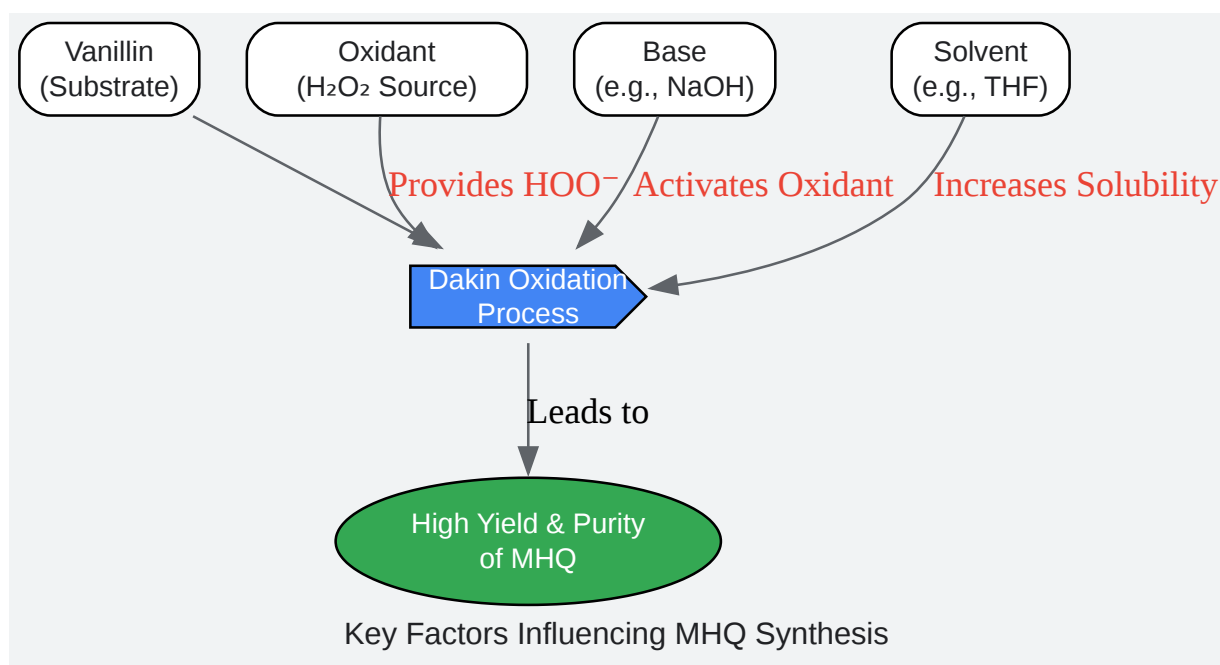 Vanillin
(Substrate)
Oxidant
(H₂O₂ Source)
Base
(e.g., NaOH)
Solvent
(e.g., THF)
Provides HOO⁻
Activates Oxidant
Increases Solubility
Dakin Oxidation
Process
Leads to
High Yield & Purity
of MHQ
Key Factors Influencing MHQ Synthesis